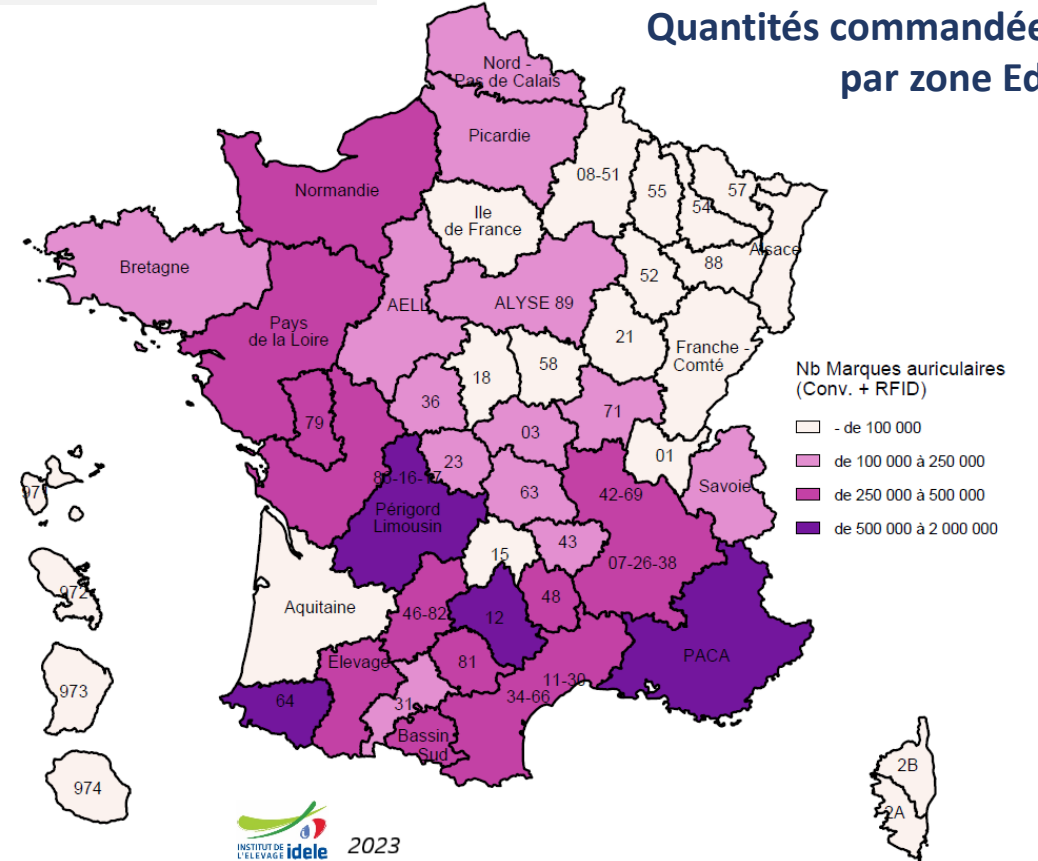 Quantités commandée
par zone Ed
Nord -
Pas de Calais
Picardie
08-51
57
55
54
Normandie
Ile
de France
Alsace
88
Bretagne
52
AELL
ALYSE 89
Pays
de la Loire
21
Franche -
Comté
58
18
Nb Marques auriculaires
(Conv. + RFID)
- de 100 000
de 100 000 à 250 000
de 250 000 à 500 000
de 500 000 à 2 000 000
36
71
79
03
01
23
Savoie
63
42-69
Périgord
Limousin
43
15
07-26-38
48
Aquitaine
46-82
12
PACA
Elevage
81
11-30
34-66
64
31
Bassin
Sud
97
972
973
974
2B
2A
INSTITUT DE
L'ELEVAGE idele
2023